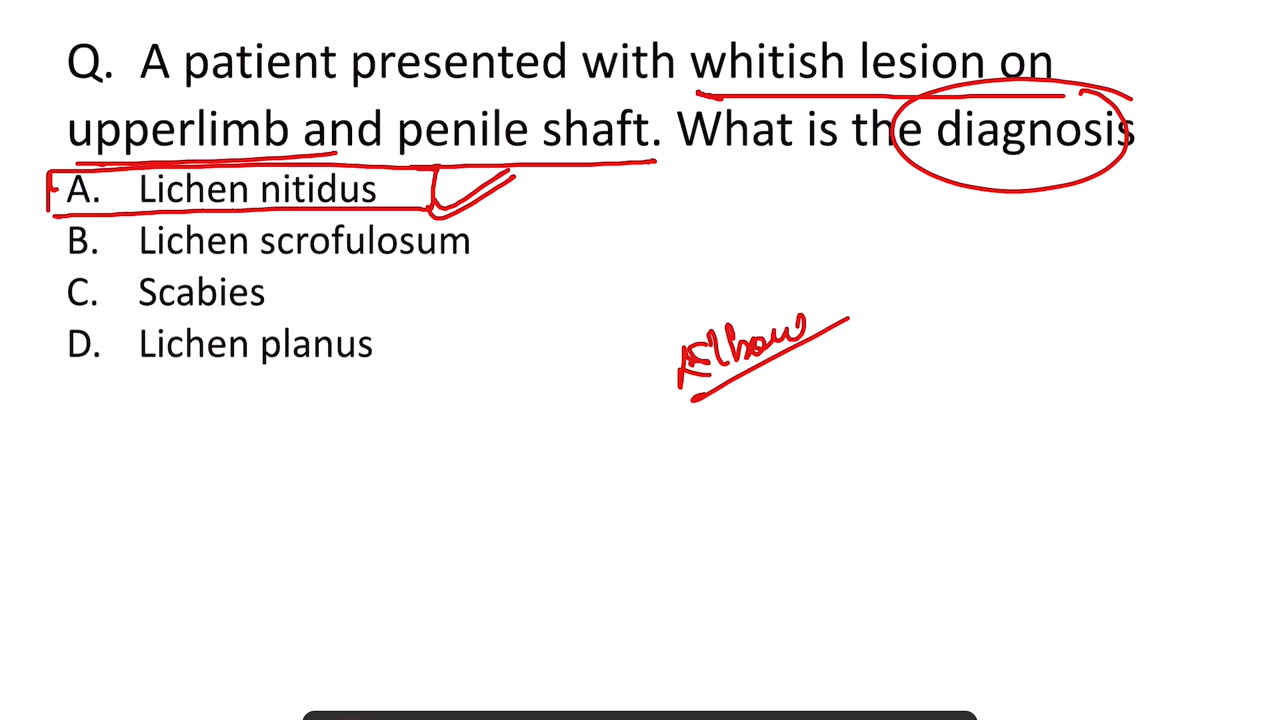 Q. A patient presented with whitish lesion on
upperlimb and penile shaft. What is the diagnosis
A. Lichen nitidus
B. Lichen scrofulosum
C. Scabies
D. Lichen planus